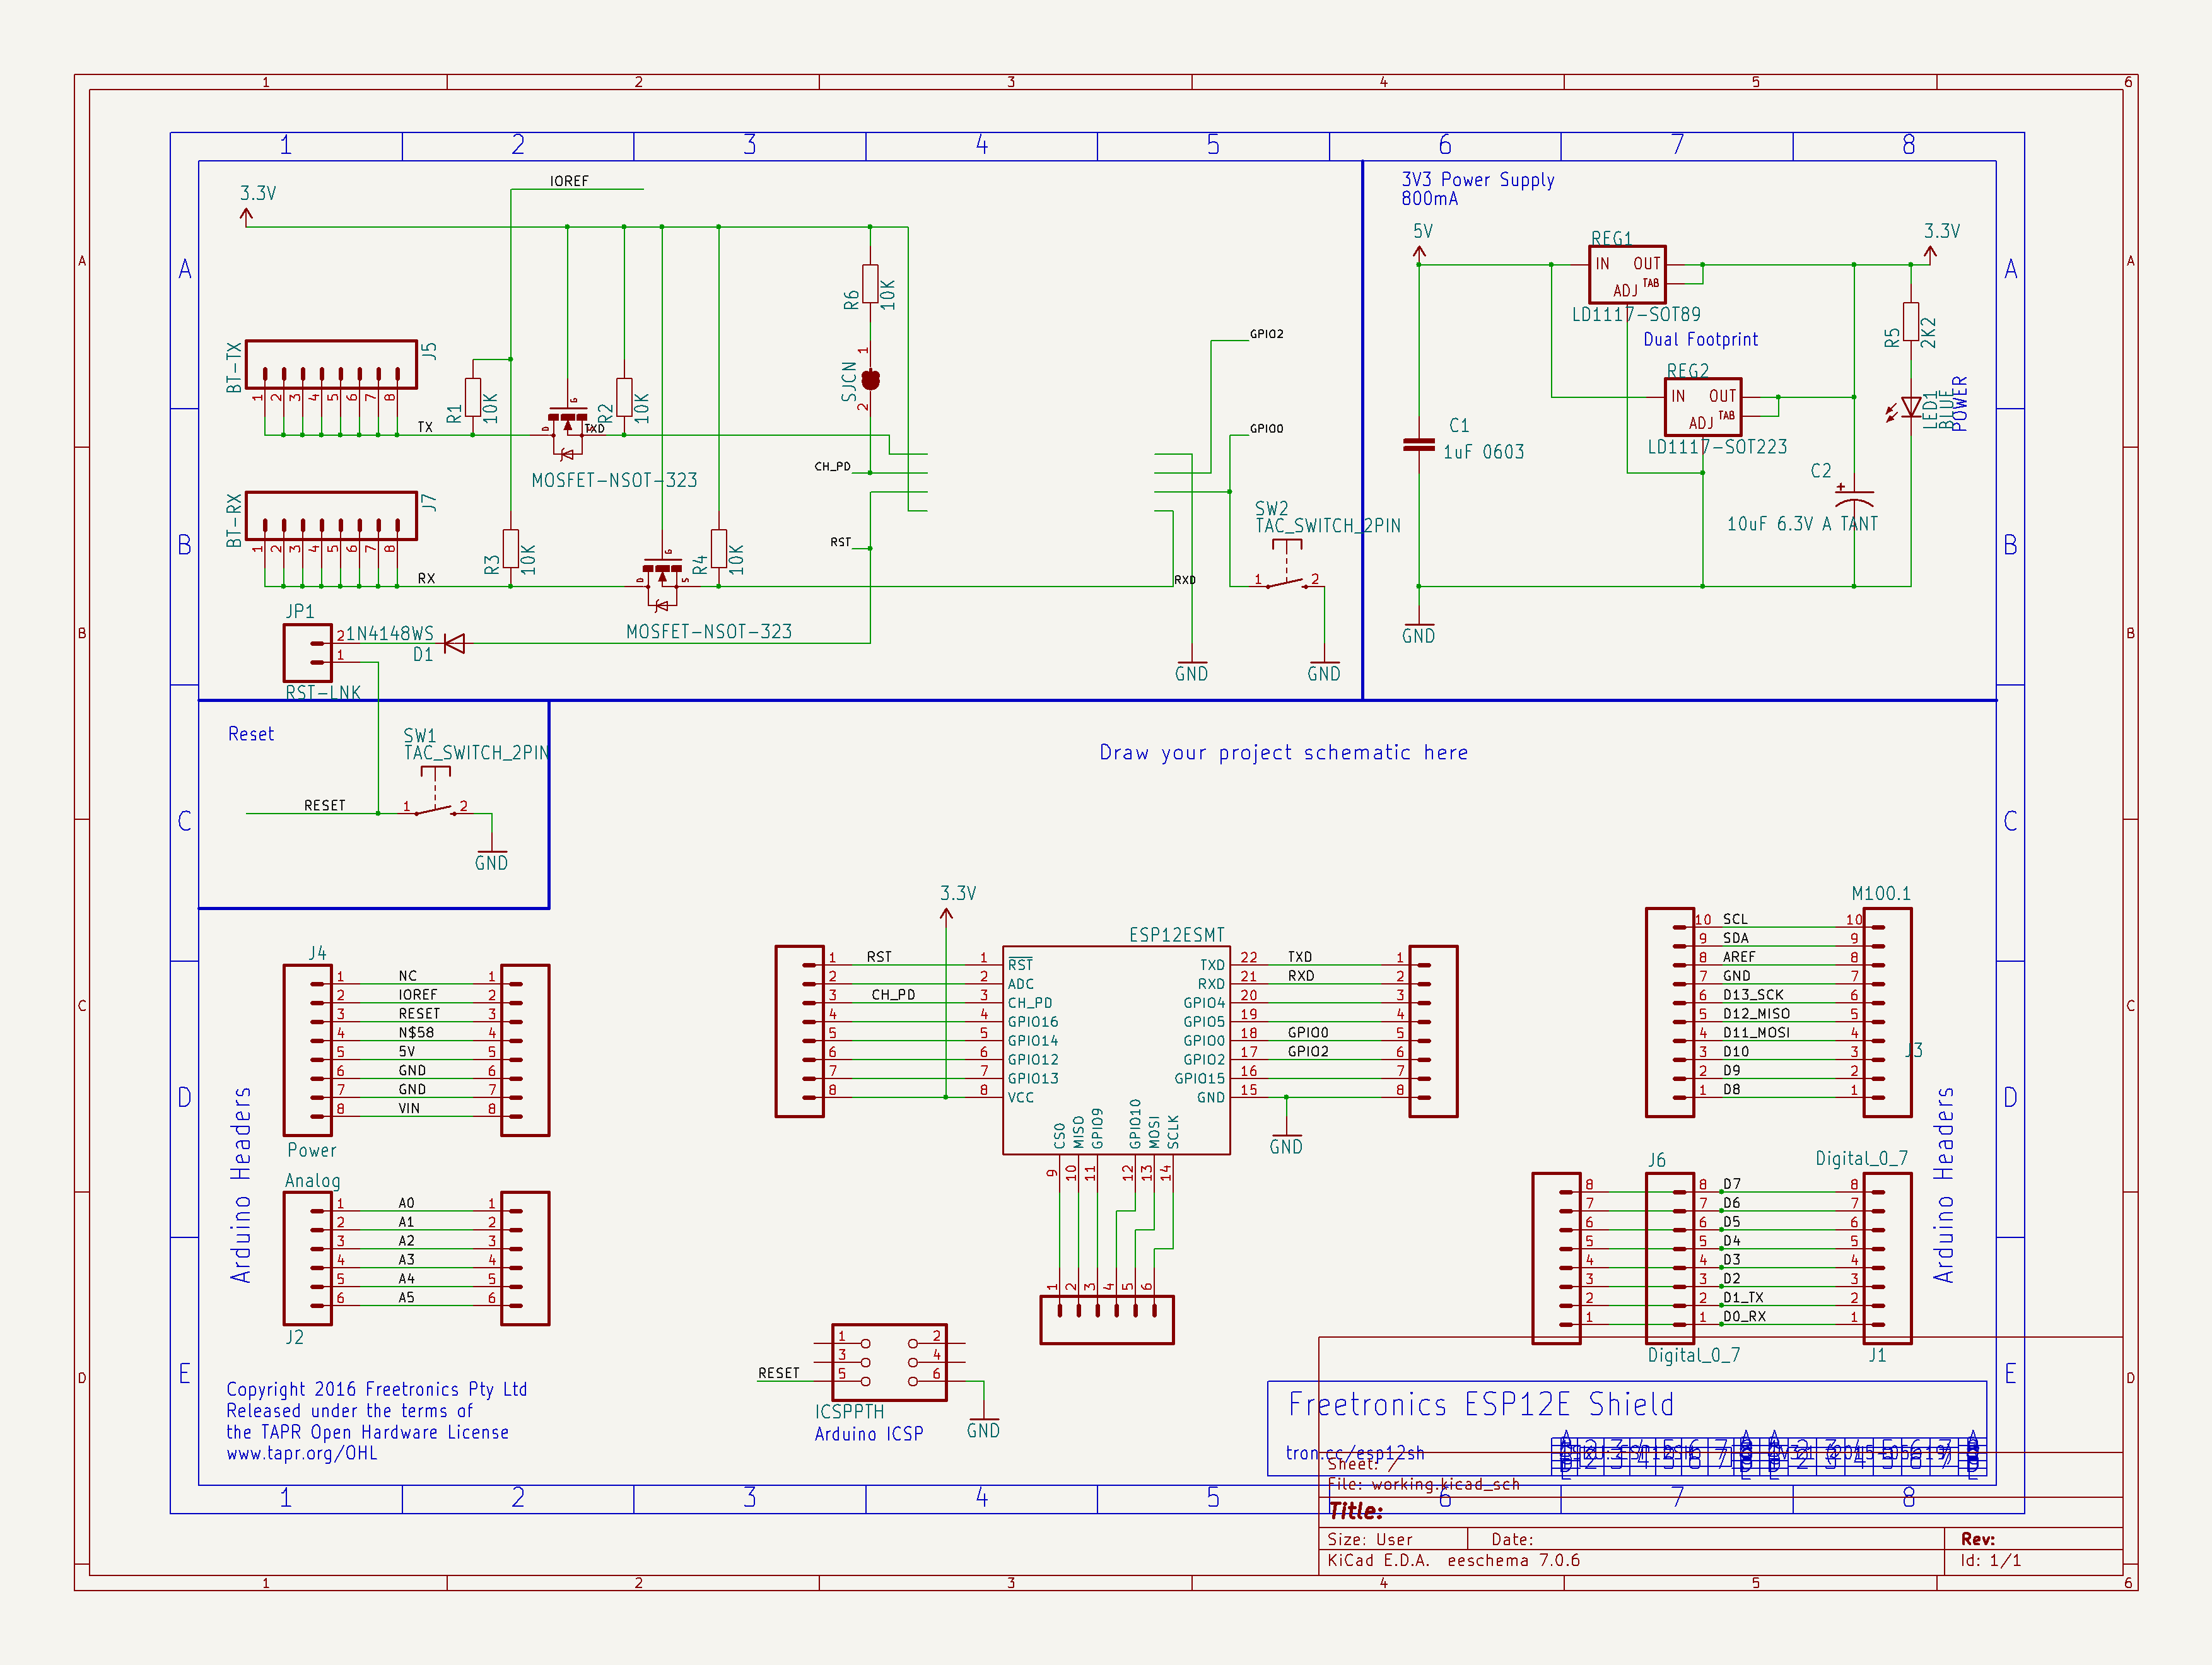 1 2 3 4 5 6
1 2 3 4 5 6 7 8
A
B
C
D
A
B
C
D
E
A
B
C
D
E
A
B
C
D
3.3V
IOREF
R6
10K
1
SJCN
2
BT-TX
J5
1 2 3 4 5 6 7 8
TX
R1
10K
G
D
R2
10K
TXD
MOSFET-NSOT-323
CH_PD
GPIO2
GPIO0
BT-RX
J7
1 2 3 4 5 6 7 8
RX
R3
10K
G
D
S
R4
10K
MOSFET-NSOT-323
RST
RXD
SW2
TAC_SWITCH_2PIN
1 2
GND
GND
JP1
2
1
1N4148WS
D1
RST-LNK
3V3 Power Supply
800mA
5V
REG1
IN OUT
TAB
ADJ
LD1117-SOT89
Dual Footprint
REG2
IN OUT
TAB
ADJ
LD1117-SOT223
3.3V
R5
2K2
LED1
BLUE
POWER
C1
1uF 0603
C2
10uF 6.3V A TANT
GND
Reset
SW1
TAC_SWITCH_2PIN
RESET
1 2
GND
Draw your project schematic here
Arduino Headers
J4
1 NC 1
2 IOREF 2
3 RESET 3
4 N$58 4
5 5V 5
6 GND 6
7 GND 7
8 VIN 8
Power
Analog
1 A0 1
2 A1 2
3 A2 3
4 A3 4
5 A4 5
6 A5 6
J2
3.3V
ESP12ESMT
1 RST 1 RST TXD 22 TXD 1
2 2 ADC RXD 21 RXD 2
3 CH_PD 3 CH_PD GPIO4 20 3
4 4 GPIO16 GPIO5 19 4
5 5 GPIO14 GPIO0 18 GPIO0 5
6 6 GPIO12 GPIO2 17 GPIO2 6
7 7 GPIO13 GPIO15 16 7
8 8 VCC GND 15 8
CS0 MISO GPIO9 GPIO10 MOSI SCLK
9 10 11 12 13 14
1 2 3 4 5 6
GND
1 2
3 4
RESET 5 6
ICSPPTH
Arduino ICSP
GND
M100.1
10 SCL 10
9 SDA 9
8 AREF 8
7 GND 7
6 D13_SCK 6
5 D12_MISO 5
4 D11_MOSI 4
3 D10 3
2 D9 2
1 D8 1
J3
Arduino Headers
J6
Digital_0_7
8 8 D7 8
7 7 D6 7
6 6 D5 6
5 5 D4 5
4 4 D3 4
3 3 D2 3
2 2 D1_TX 2
1 1 D0_RX 1
Digital_0_7
J1
Copyright 2016 Freetronics Pty Ltd
Released under the terms of
the TAPR Open Hardware License
www.tapr.org/OHL
Freetronics ESP12E Shield
tron.cc/esp12sh
Sheet: /
File: working.kicad_sch
Title:
Size: User Date: Rev:
KiCad E.D.A. eeschema 7.0.6 Id: 1/1
1 2 3 4 5 6 7 8
1 2 3 4 5 6